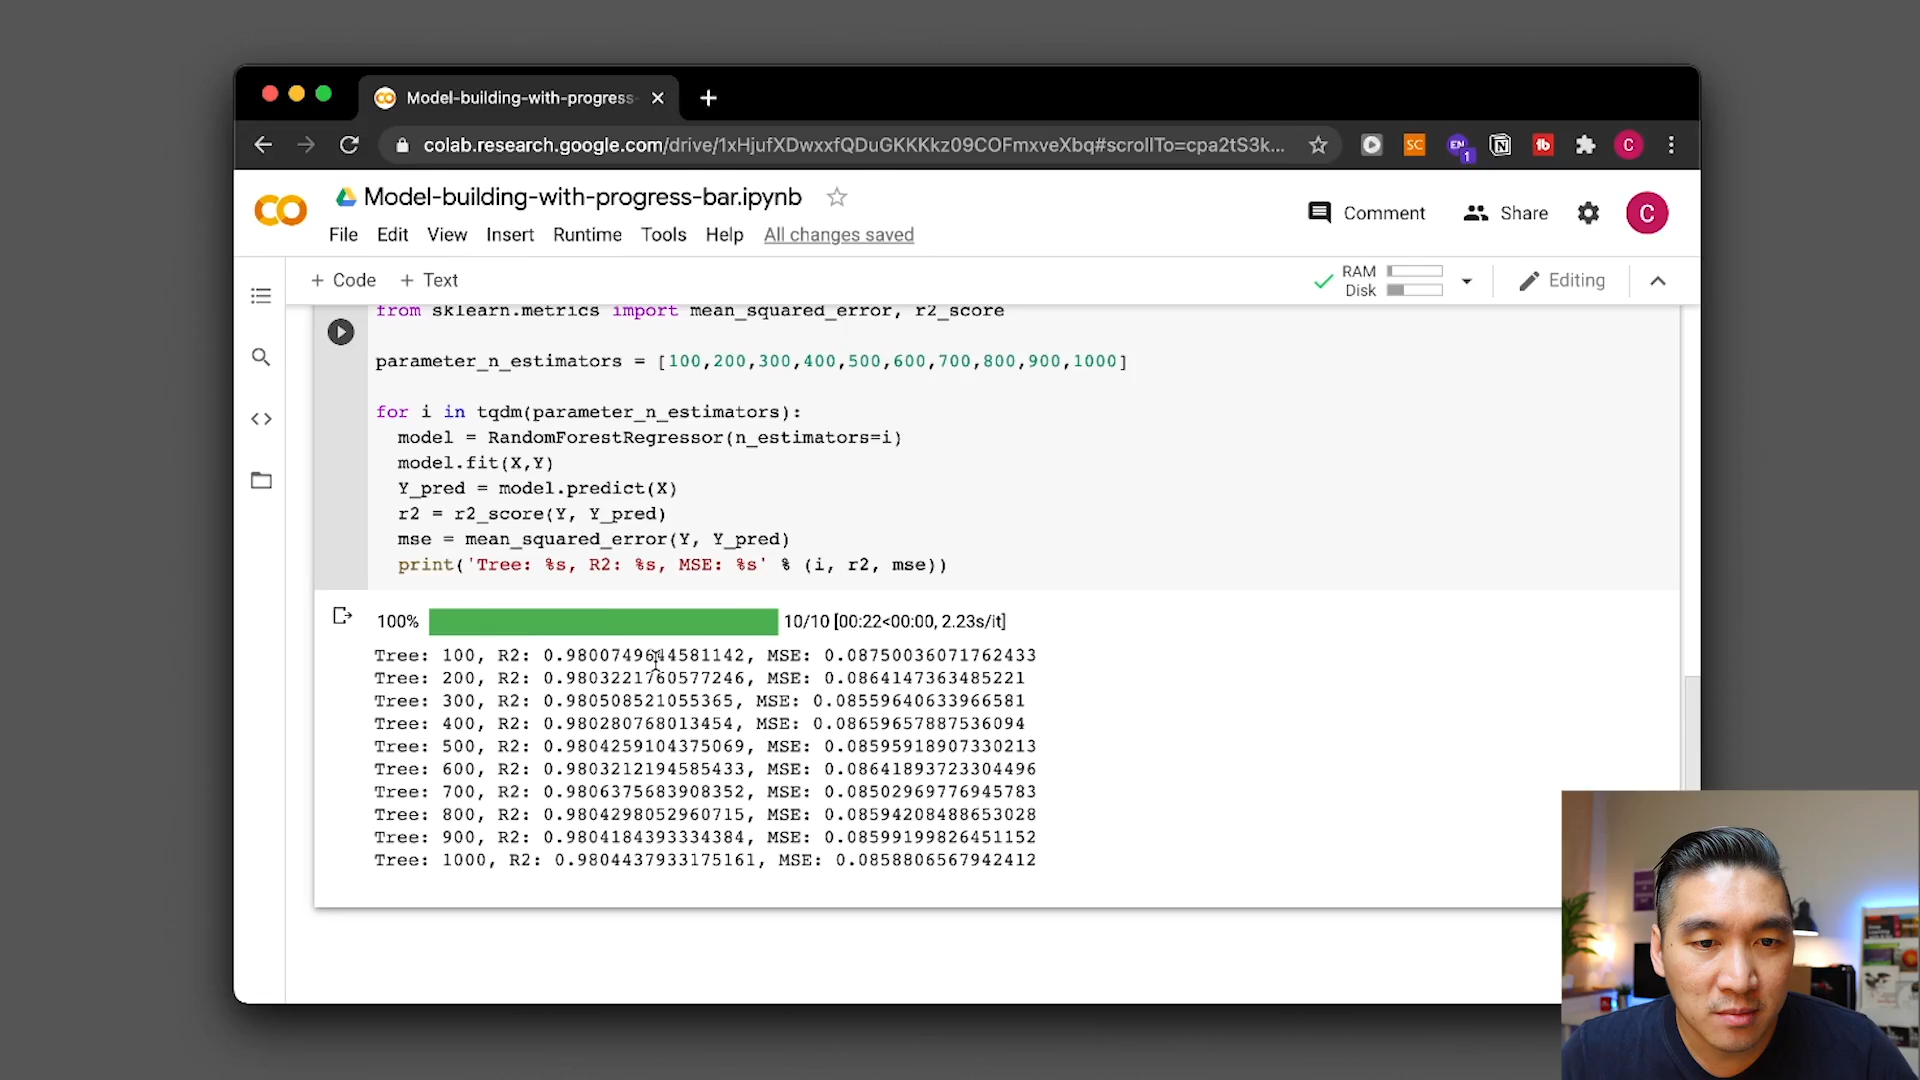 Model-building-with-progress-
colab.research.google.com/drive/1xHjufXDwxxfQDuGKKKkz09COFmxveXbq#scrollTo=cpa2tS3k...
SC
EN
1
Model-building-with-progress-bar.ipynb
Comment
Share
C
File Edit View Insert Runtime Tools Help All changes saved
+ Code + Text
RAM
Disk
Editing
from sklearn.metrics import mean_squared_error, r2_score
parameter_n_estimators = [100,200,300,400,500,600,700,800,900,1000]
for i in tqdm(parameter_n_estimators):
model = RandomForestRegressor(n_estimators=i)
model.fit(X,Y)
Y_pred = model.predict(X)
r2 = r2_score(Y, Y_pred)
mse = mean_squared_error(Y, Y_pred)
print('Tree: %s, R2: %s, MSE: %s' % (i, r2, mse))
100% 10/10 [00:22<00:00, 2.23s/it]
Tree: 100, R2: 0.9800749644581142, MSE: 0.08750036071762433
Tree: 200, R2: 0.9803221760577246, MSE: 0.0864147363485221
Tree: 300, R2: 0.980508521055365, MSE: 0.08559640633966581
Tree: 400, R2: 0.980280768013454, MSE: 0.08659657887536094
Tree: 500, R2: 0.9804259104375069, MSE: 0.08595918907330213
Tree: 600, R2: 0.9803212194585433, MSE: 0.08641893723304496
Tree: 700, R2: 0.9806375683908352, MSE: 0.08502969776945783
Tree: 800, R2: 0.9804298052960715, MSE: 0.08594208488653028
Tree: 900, R2: 0.9804184393334384, MSE: 0.08599199826451152
Tree: 1000, R2: 0.9804437933175161, MSE: 0.0858806567942412